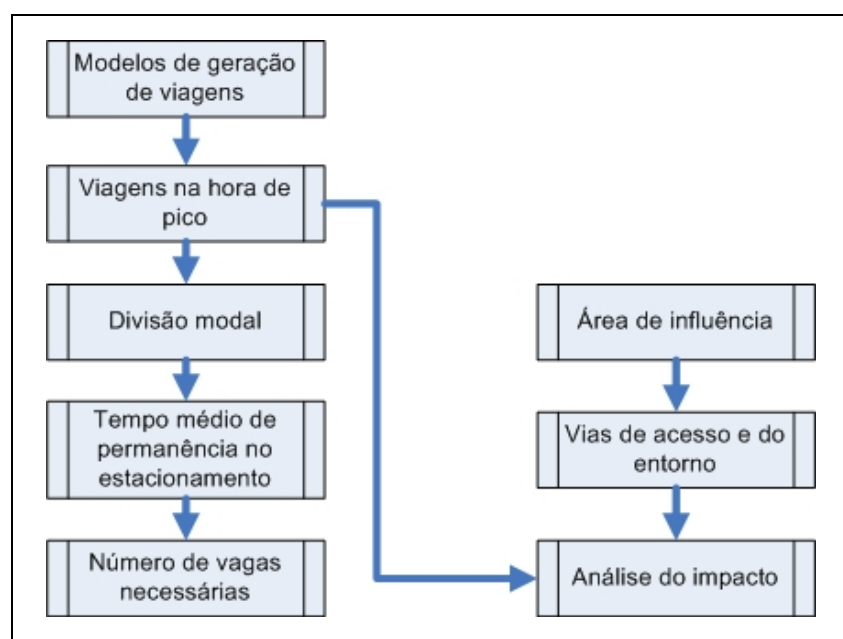 Modelos de geração
de viagens
Viagens na hora de
pico
Divisão modal
Tempo médio de
permanência no
estacionamento
Número de vagas
necessárias
Área de influência
Vias de acesso e do
entorno
Análise do impacto